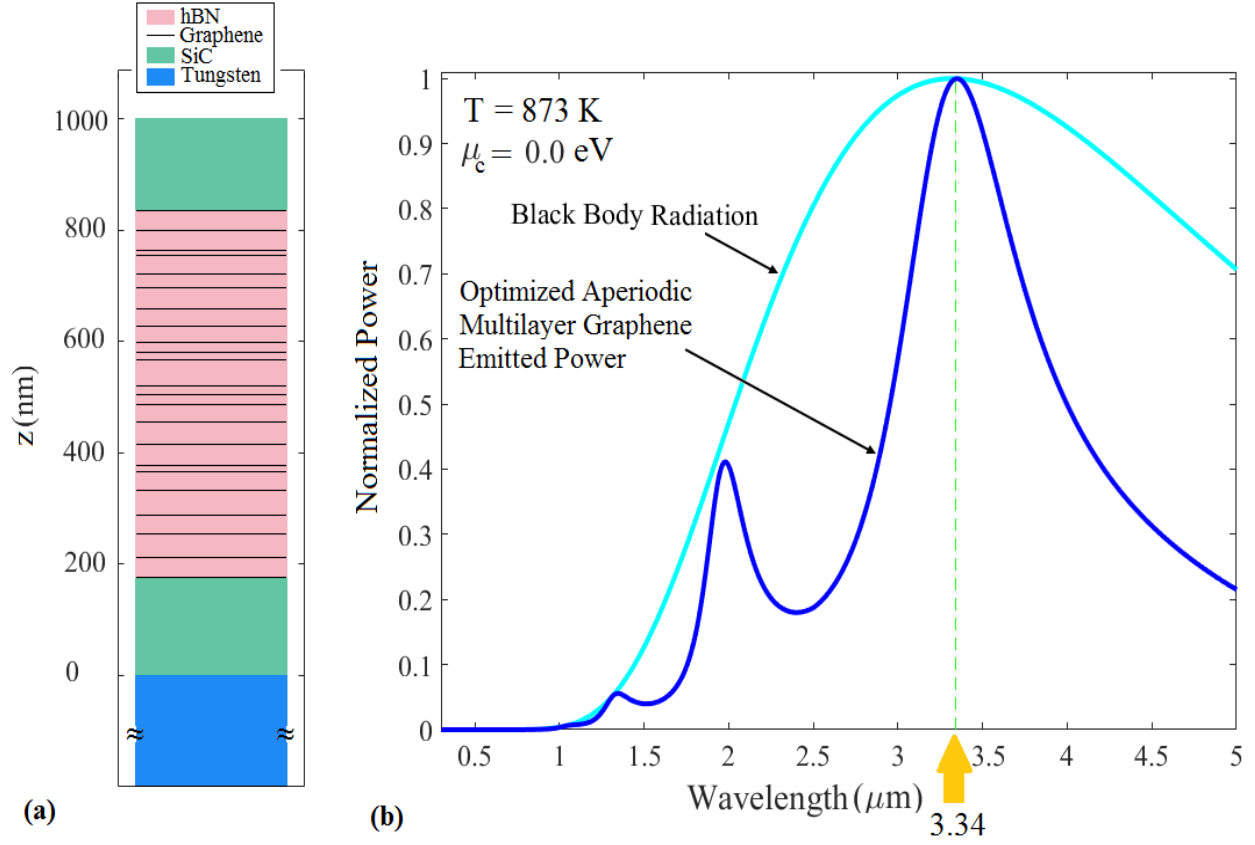 hBN
Graphene
SiC
Tungsten
1000
800
600
400
200
0
z (nm)
≈ ≈
(a)
T = 873 K
μc = 0.0 eV
Black Body Radiation
Optimized Aperiodic
Multilayer Graphene
Emitted Power
Normalized Power
1
0.9
0.8
0.7
0.6
0.5
0.4
0.3
0.2
0.1
0
0.5 1 1.5 2 2.5 3 3.5 4 4.5 5
Wavelength (μm)
3.34
(b)